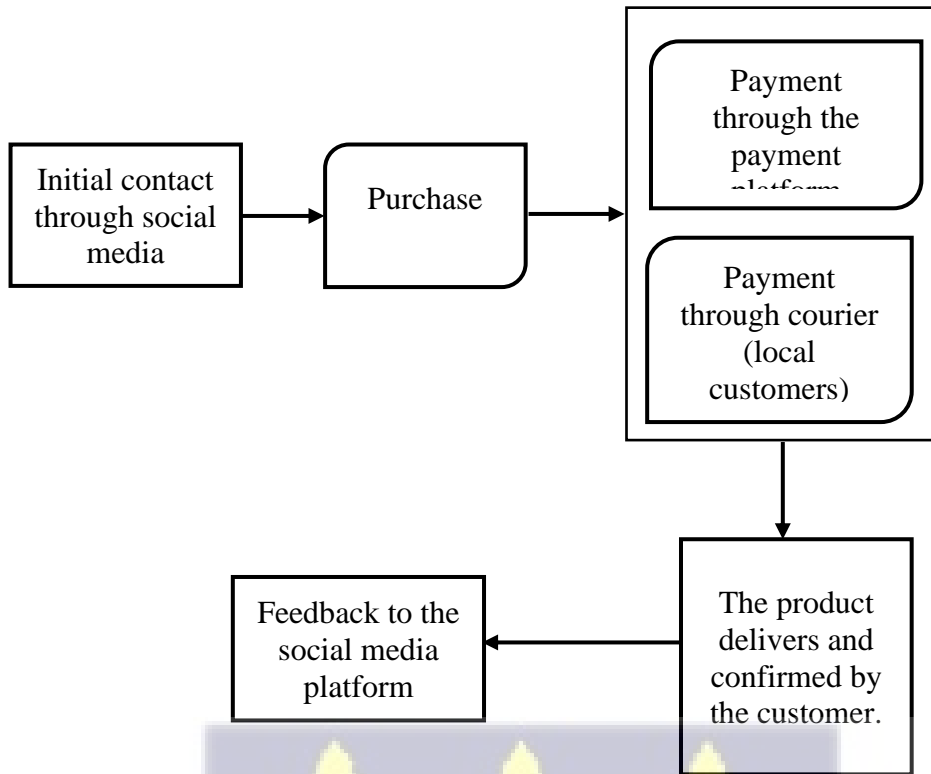 Initial contact
through social
media
Purchase
Payment
through the
payment
platform
Payment
through courier
(local
customers)
The product
delivers and
confirmed by
the customer.
Feedback to the
social media
platform